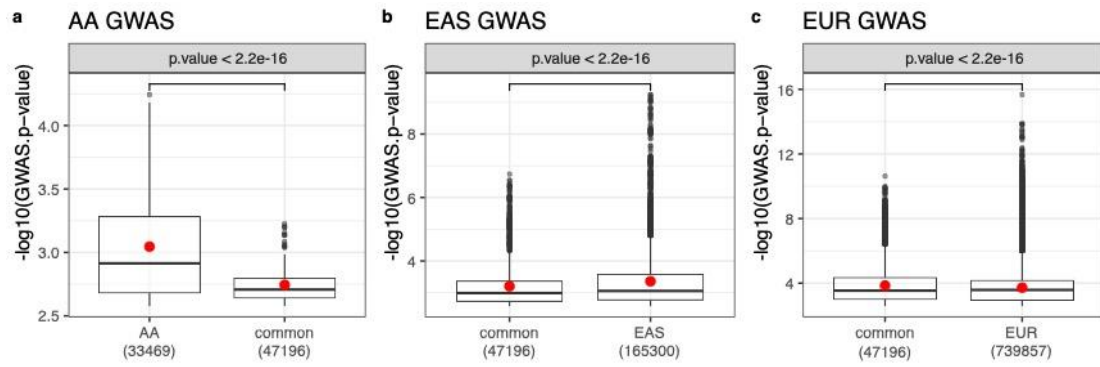 a AA GWAS
p.value < 2.2e-16
-log10(GWAS.p-value)
4.0
3.5
3.0
2.5
AA
(33469)
common
(47196)
b EAS GWAS
p.value < 2.2e-16
-log10(GWAS.p-value)
8
6
4
common
(47196)
EAS
(165300)
c EUR GWAS
p.value < 2.2e-16
-log10(GWAS.p-value)
16
12
8
4
common
(47196)
EUR
(739857)